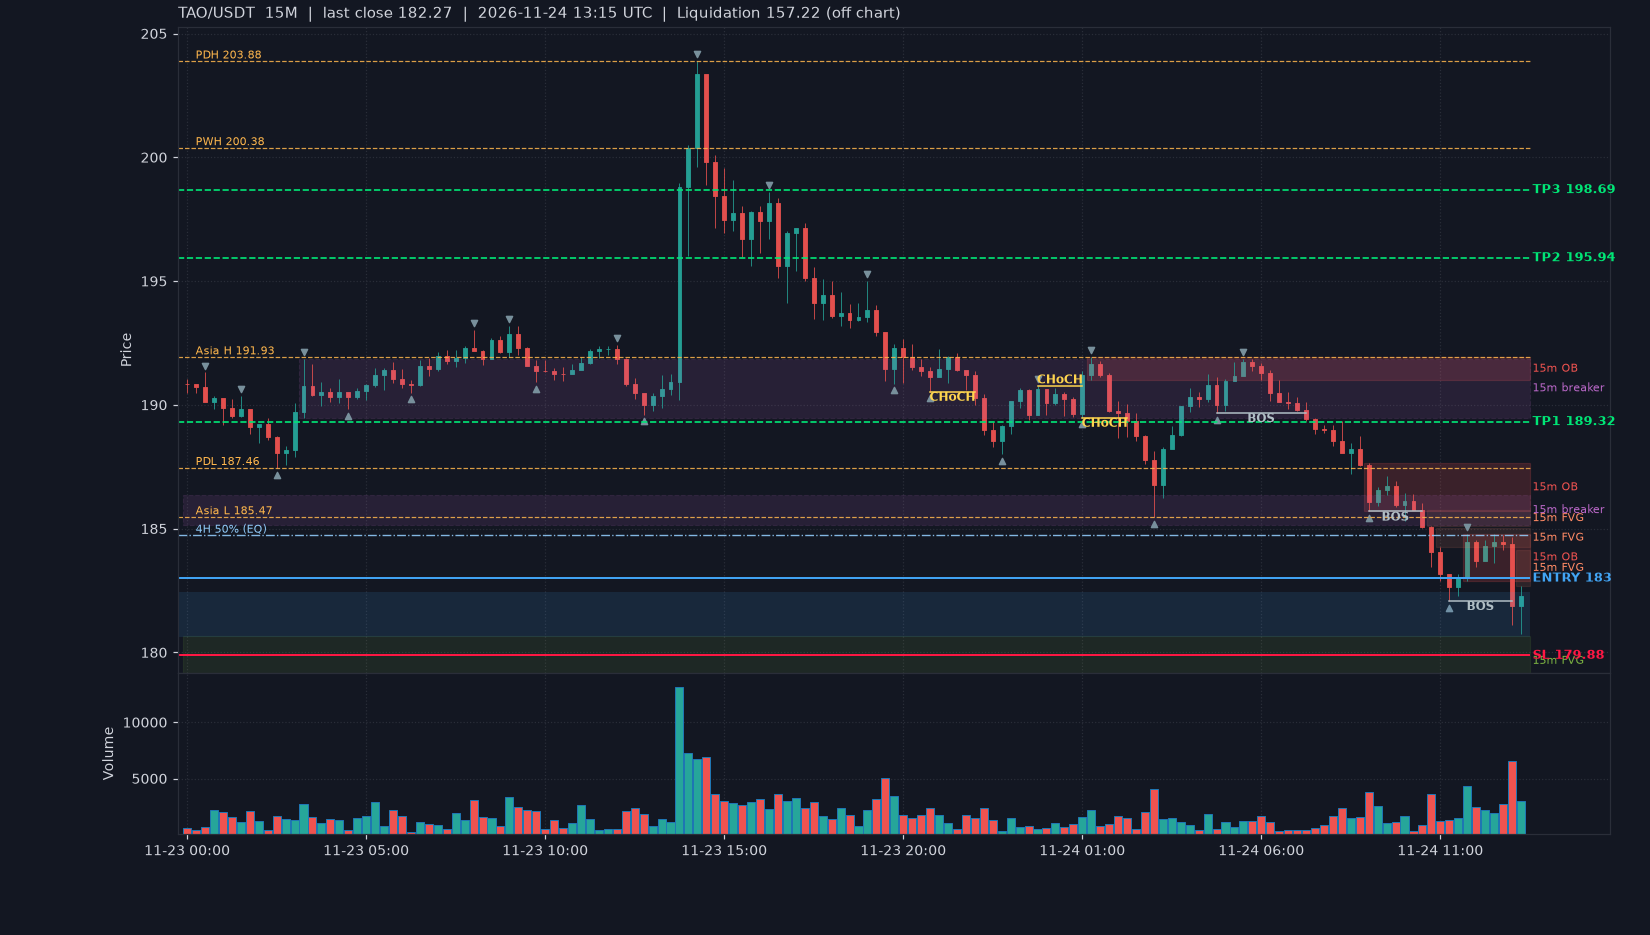 TAO/USDT 15M | last close 182.27 | 2026-11-24 13:15 UTC | Liquidation 157.22 (off chart)
205
PDH 203.88
PWH 200.38
200
TP3 198.69
TP2 195.94
195
Price
Asia H 191.93
15m OB
CHoCH
15m breaker
CHoCH
190
BOS
CHoCH
TP1 189.32
PDL 187.46
15m OB
Asia L 185.47
15m breaker
BOS
15m FVG
185
4H 50% (EQ)
15m FVG
15m OB
15m FVG
ENTRY 183
BOS
180
SL 179.88
15m FVG
Volume
10000
5000
11-23 00:00
11-23 05:00
11-23 10:00
11-23 15:00
11-23 20:00
11-24 01:00
11-24 06:00
11-24 11:00